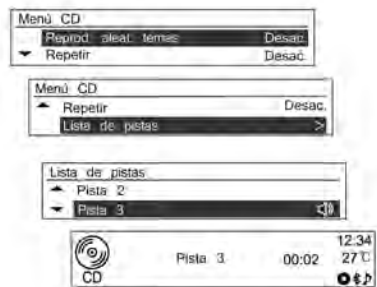 Menú CD
Reprod. aleat. temas Desac.
Repetir Desac.
Menú CD
Repetir Desac.
Lista de pistas >
Lista de pistas
Pista 2
Pista 3
12:34
Pista 3 00:02 27℃
CD